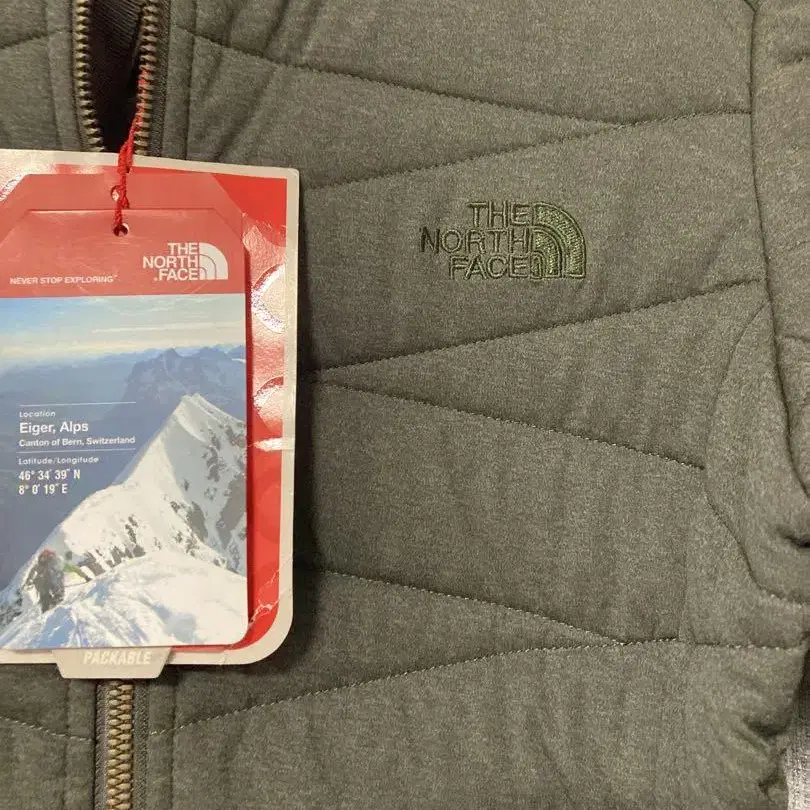 THE
NORTH
FACE
THE
NORTH
FACE
NEVER STOP EXPLORING™
Location
Eiger, Alps
Canton of Bern, Switzerland
Latitude/Longitude
46° 34' 39" N
8° 0' 19" E
PACKABLE